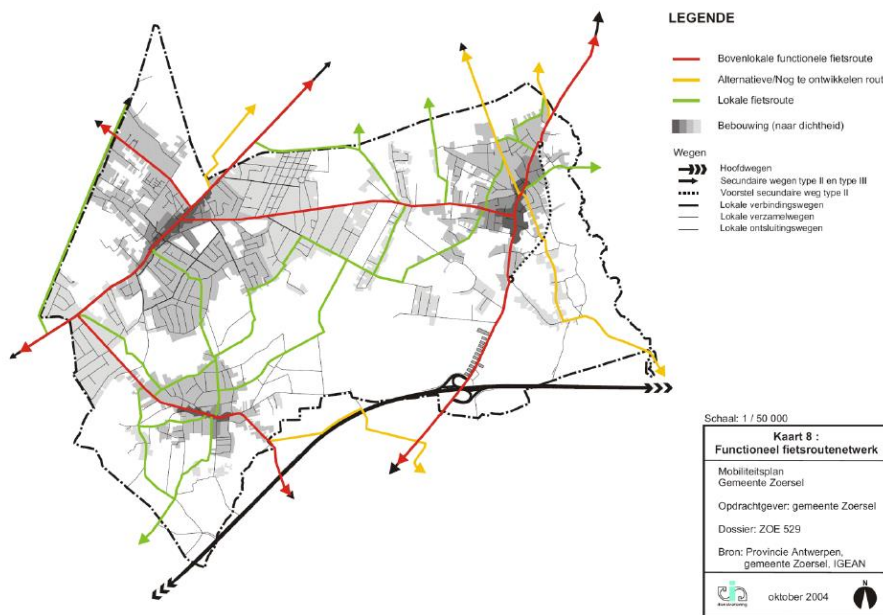 LEGENDE
Bovenlokale functionele fietsroute
Alternatieve/Nog te ontwikkelen rout
Lokale fietsroute
Bebouwing (naar dichtheid)
Wegen
Hoofdwegen
Secundaire wegen type II en type III
Voorstel secundaire weg type II
Lokale verbindingswegen
Lokale verzamelwegen
Lokale ontsluitingswegen
Schaal: 1 / 50 000
Kaart 8 :
Functioneel fietsroutenetwerk
Mobiliteitsplan
Gemeente Zoersel
Opdrachtgever: gemeente Zoersel
Dossier: ZOE 529
Bron: Provincie Antwerpen,
gemeente Zoersel, IGEAN
oktober 2004
N